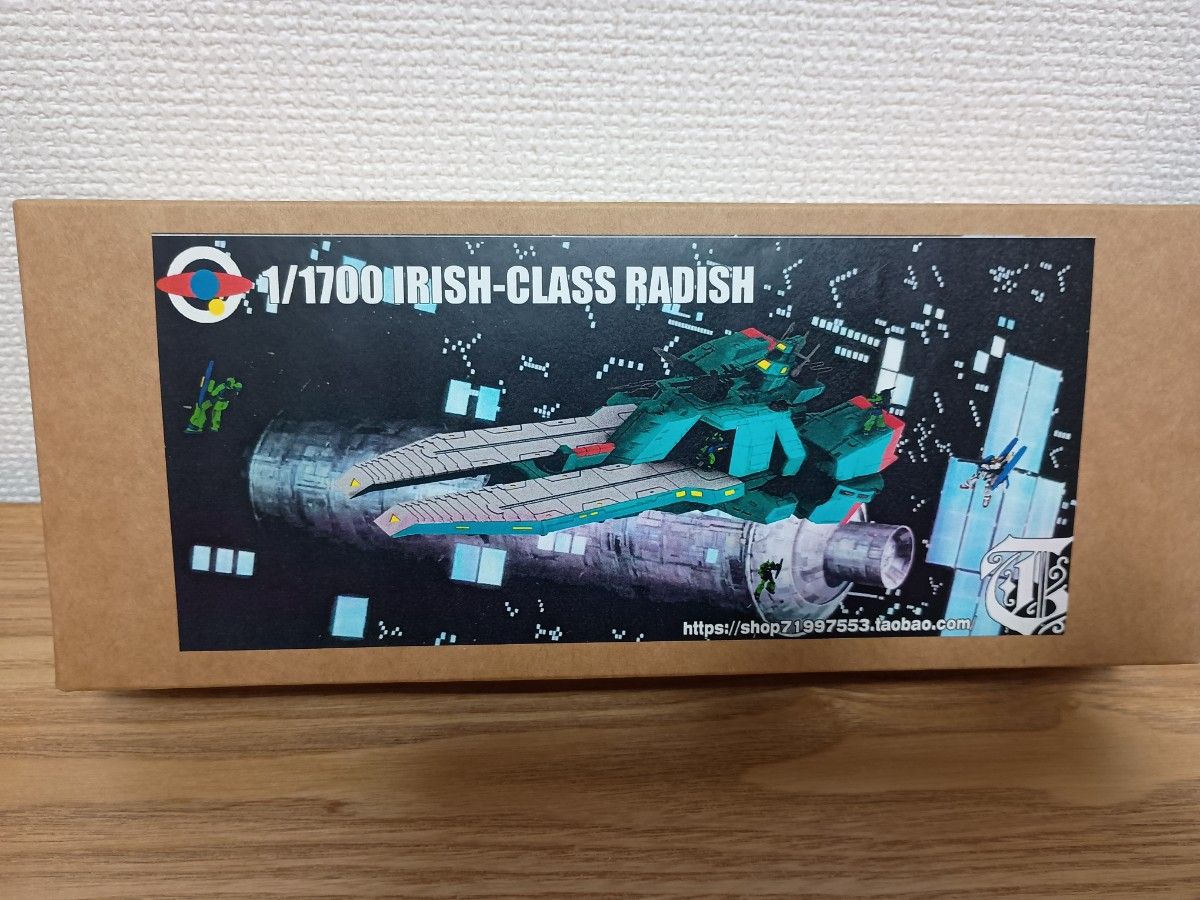 1/1700 IRISH-CLASS RADISH
https://shop71997553.taobao.com/